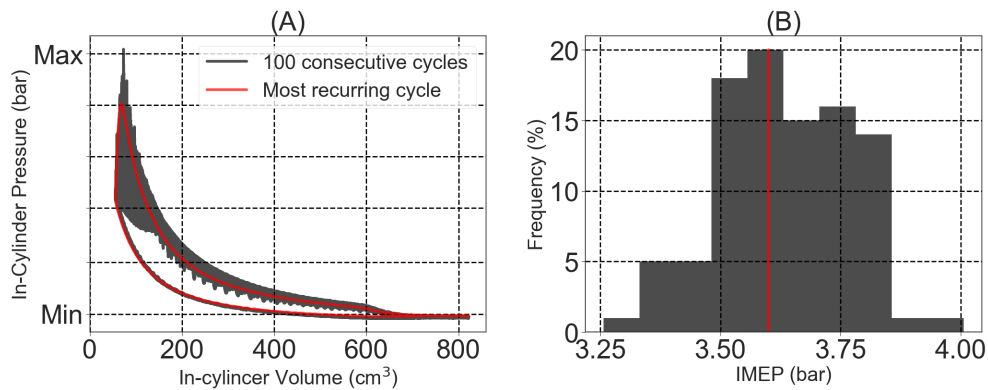 (A)
Max
Min
In-Cylinder Pressure (bar)
100 consecutive cycles
Most recurring cycle
0
200
400
600
800
In-cylincer Volume (cm³)
(B)
20
15
10
5
0
Frequency (%)
3.25
3.50
3.75
4.00
IMEP (bar)